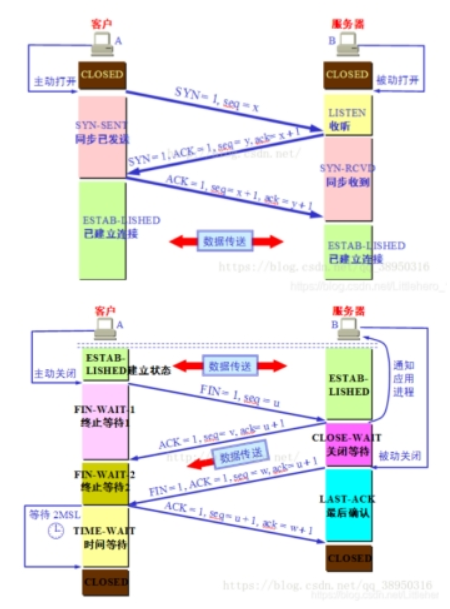 客户
服务器
A
B
CLOSED
CLOSED
主动打开
被动打开
SYN= 1, seq = x
LISTEN
收听
SYN-SENT
同步已发送
SYN= 1, ACK = 1, seq= y, ack= x+1
SYN-RCVD
同步收到
ACK = 1, seq= x+1, ack= y+1
ESTAB-LISHED
已建立连接
数据传送
ESTAB-LISHED
已建立连接
https://blog.csdn.net/qq_38950316
客户
服务器
A
B
主动关闭
ESTAB-
LISHED建立状态
数据传送
ESTAB-
LISHED
通知
应用
进程
FIN= 1, seq= u
FIN-WAIT-1
终止等待1
ACK = 1, seq= v, ack= u+1
CLOSE-WAIT
关闭等待
数据传送
被动关闭
FIN-WAIT-2
终止等待2
FIN= 1, ACK = 1, seq = w, ack= u+1
LAST-ACK
最后确认
等待 2MSL
ACK = 1, seq= u+1, ack = w+1
TIME-WAIT
时间等待
CLOSED
CLOSED
https://blog.csdn.net/qq_38950316